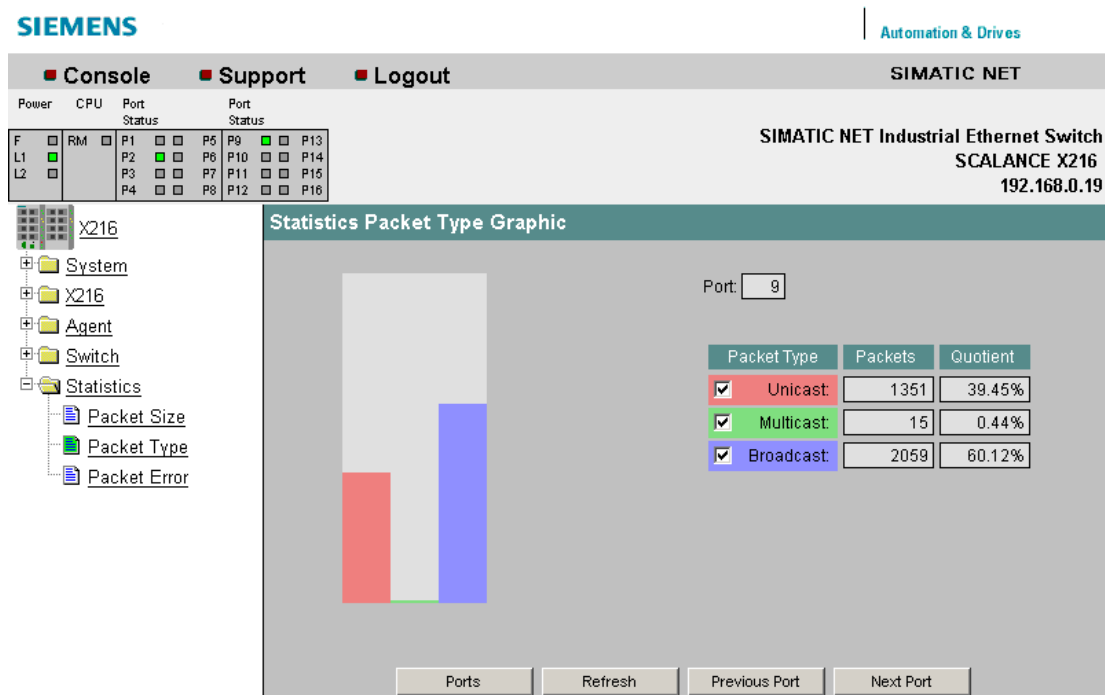 SIEMENS
Automation & Drives
Console Support Logout SIMATIC NET
Power CPU Port Status Port Status
F RM P1 P5 P9 P13
L1 P2 P6 P10 P14
L2 P3 P7 P11 P15
P4 P8 P12 P16
SIMATIC NET Industrial Ethernet Switch
SCALANCE X216
192.168.0.19
X216
System
X216
Agent
Switch
Statistics
Packet Size
Packet Type
Packet Error
Statistics Packet Type Graphic
Port: 9
Packet Type Packets Quotient
Unicast: 1351 39.45%
Multicast: 15 0.44%
Broadcast: 2059 60.12%
Ports Refresh Previous Port Next Port